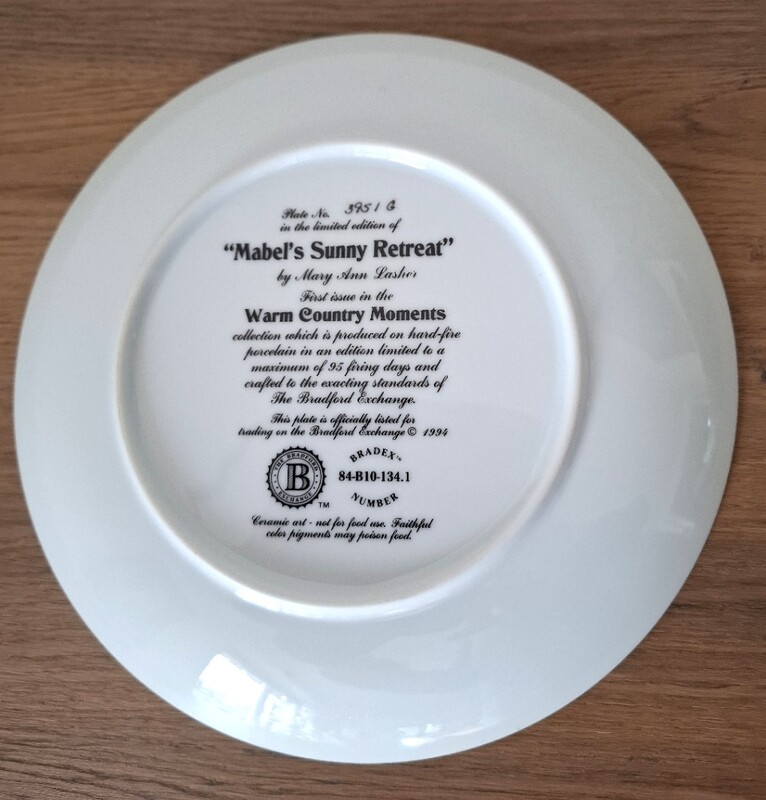 Plate No. 3951 G
in the limited edition of
“Mabel's Sunny Retreat”
by Mary Ann Lasher
First issue in the
Warm Country Moments
collection which is produced on hard-fire
porcelain in an edition limited to a
maximum of 95 firing days and
crafted to the exacting standards of
The Bradford Exchange.
This plate is officially listed for
trading on the Bradford Exchange © 1994
THE BRADFORD
B
EXCHANGE
TM
BRADEX™
84-B10-134.1
NUMBER
Ceramic art - not for food use. Faithful
color pigments may poison food.